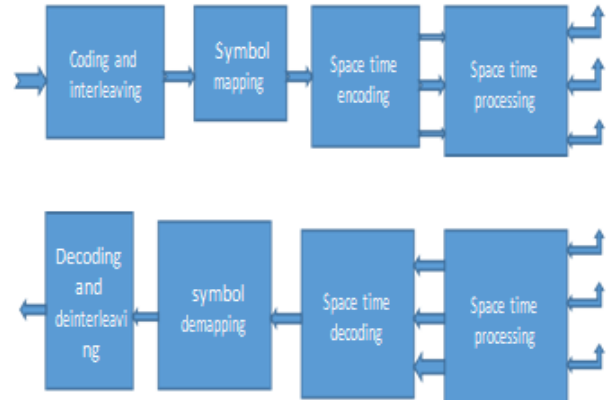 Coding and
interleaving
Symbol
mapping
Space time
encoding
Space time
processing
Decoding
and
deinterleavi
ng
symbol
demapping
Space time
decoding
Space time
processing